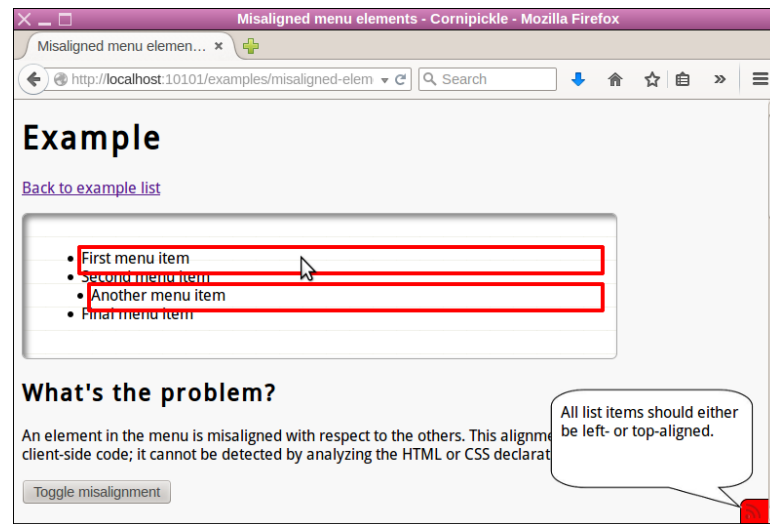 Misaligned menu elements - Cornipickle - Mozilla Firefox
Misaligned menu elemen… ×
http://localhost:10101/examples/misaligned-elem
Search
»
Example
Back to example list
• First menu item
• Second menu item
• Another menu item
• Final menu item
What's the problem?
An element in the menu is misaligned with respect to the others. This alignme
client-side code; it cannot be detected by analyzing the HTML or CSS declarat
Toggle misalignment
All list items should either
be left- or top-aligned.